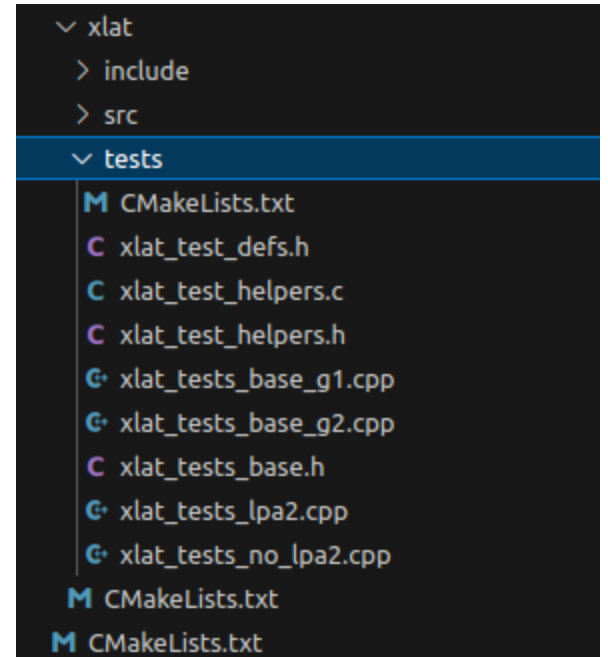 xlat
include
src
tests
M CMakeLists.txt
C xlat_test_defs.h
C xlat_test_helpers.c
C xlat_test_helpers.h
C+ xlat_tests_base_g1.cpp
C+ xlat_tests_base_g2.cpp
C xlat_tests_base.h
C+ xlat_tests_lpa2.cpp
C+ xlat_tests_no_lpa2.cpp
M CMakeLists.txt
M CMakeLists.txt